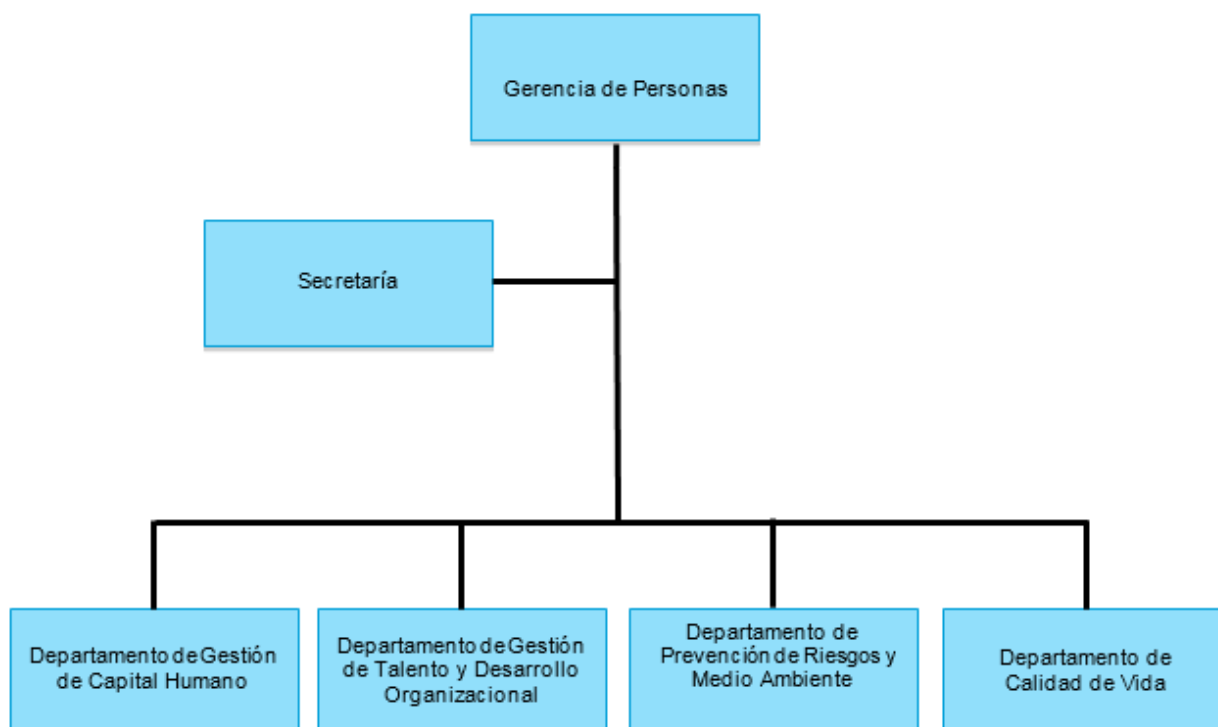 Gerencia de Personas
Secretaría
Departamento de Gestión
de Capital Humano
Departamento de Gestión
de Talento y Desarrollo
Organizacional
Departamento de
Prevención de Riesgos y
Medio Ambiente
Departamento de
Calidad de Vida